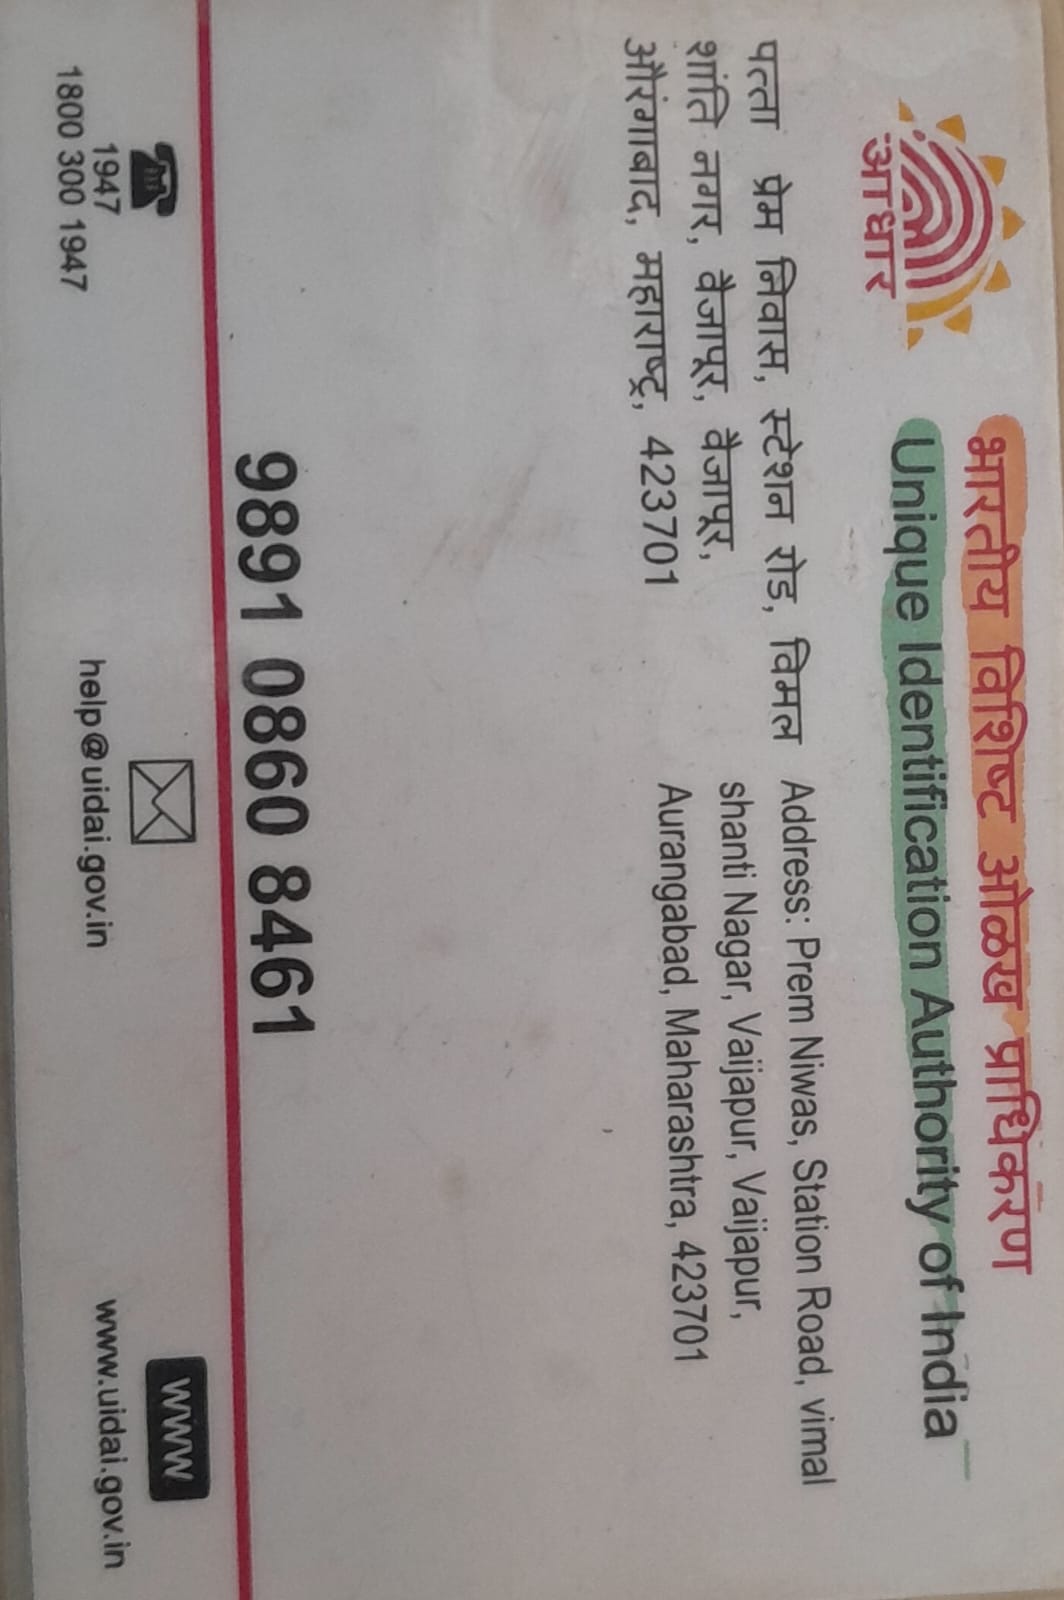 भारतीय विशिष्ट ओळख प्राधिकरण
Unique Identification Authority of India
आधार
पत्ता प्रेम निवास, स्टेशन रोड, विमल
शांति नगर, वैजापूर, वैजापूर,
औरंगाबाद, महाराष्ट्र, 423701
Address: Prem Niwas, Station Road, vimal
shanti Nagar, Vaijapur, Vaijapur,
Aurangabad, Maharashtra, 423701
9891 0860 8461
1947
1800 300 1947
help@uidai.gov.in
www
www.uidai.gov.in